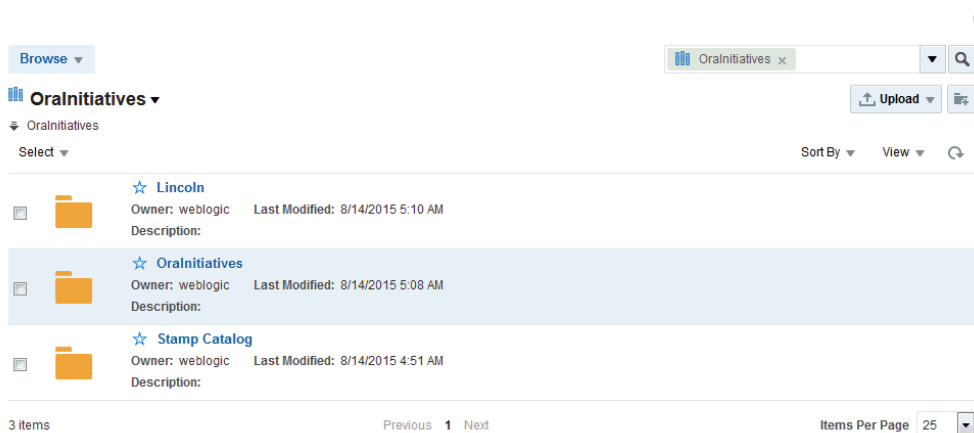 Browse
OraInitiatives x
OraInitiatives
Upload
OraInitiatives
Select
Sort By View
Lincoln
Owner: weblogic Last Modified: 8/14/2015 5:10 AM
Description:
OraInitiatives
Owner: weblogic Last Modified: 8/14/2015 5:08 AM
Description:
Stamp Catalog
Owner: weblogic Last Modified: 8/14/2015 4:51 AM
Description:
3 items Previous 1 Next Items Per Page 25